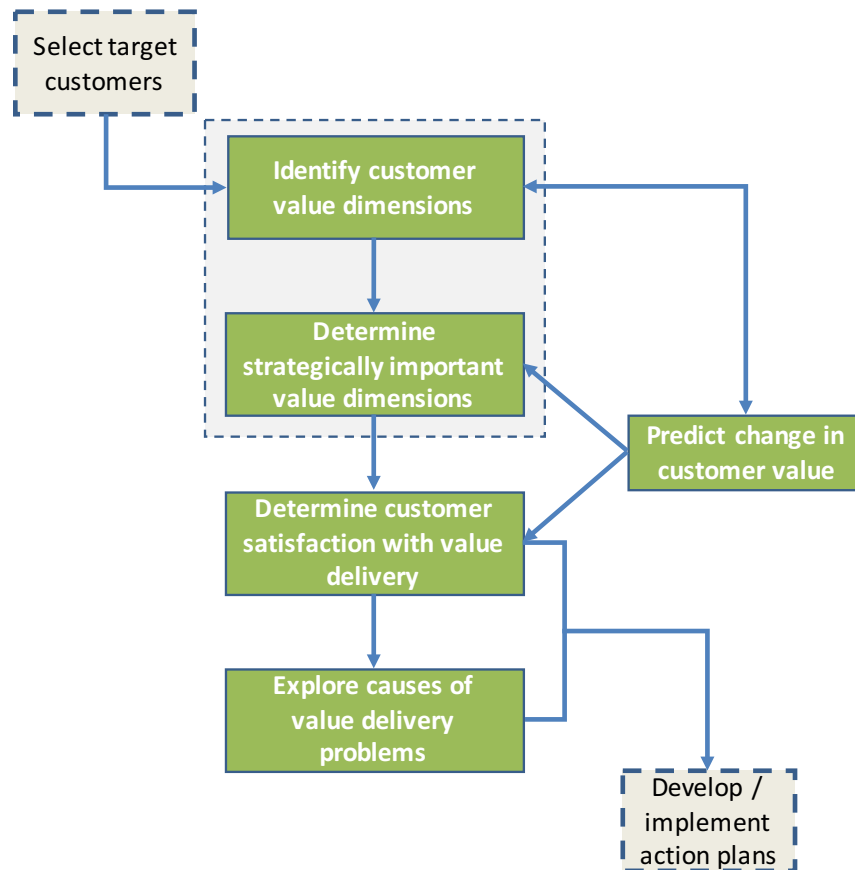 Select target
customers
Identify customer
value dimensions
Determine
strategically important
value dimensions
Predict change in
customer value
Determine customer
satisfaction with value
delivery
Explore causes of
value delivery
problems
Develop /
implement
action plans